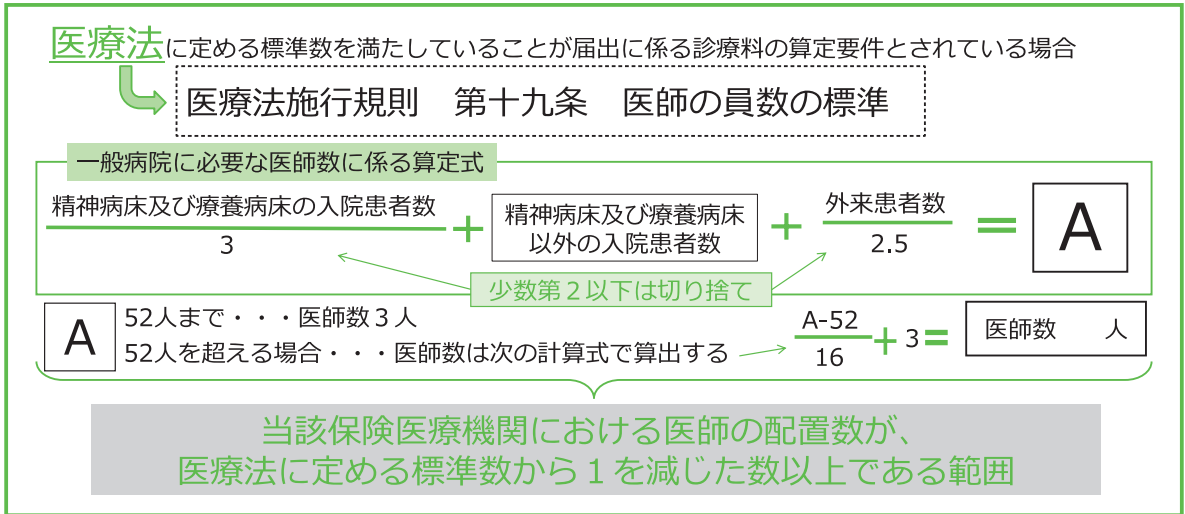 医療法に定める標準数を満たしていることが届出に係る診療料の算定要件とされている場合
医療法施行規則　第十九条　医師の員数の標準
一般病院に必要な医師数に係る算定式
精神病床及び療養病床の入院患者数
3
+
精神病床及び療養病床
以外の入院患者数
+
外来患者数
2.5
=
A
少数第２以下は切り捨て
A
52人まで・・・医師数３人
52人を超える場合・・・医師数は次の計算式で算出する
A-52
16
+ 3 =
医師数　　人
当該保険医療機関における医師の配置数が、
医療法に定める標準数から１を減じた数以上である範囲